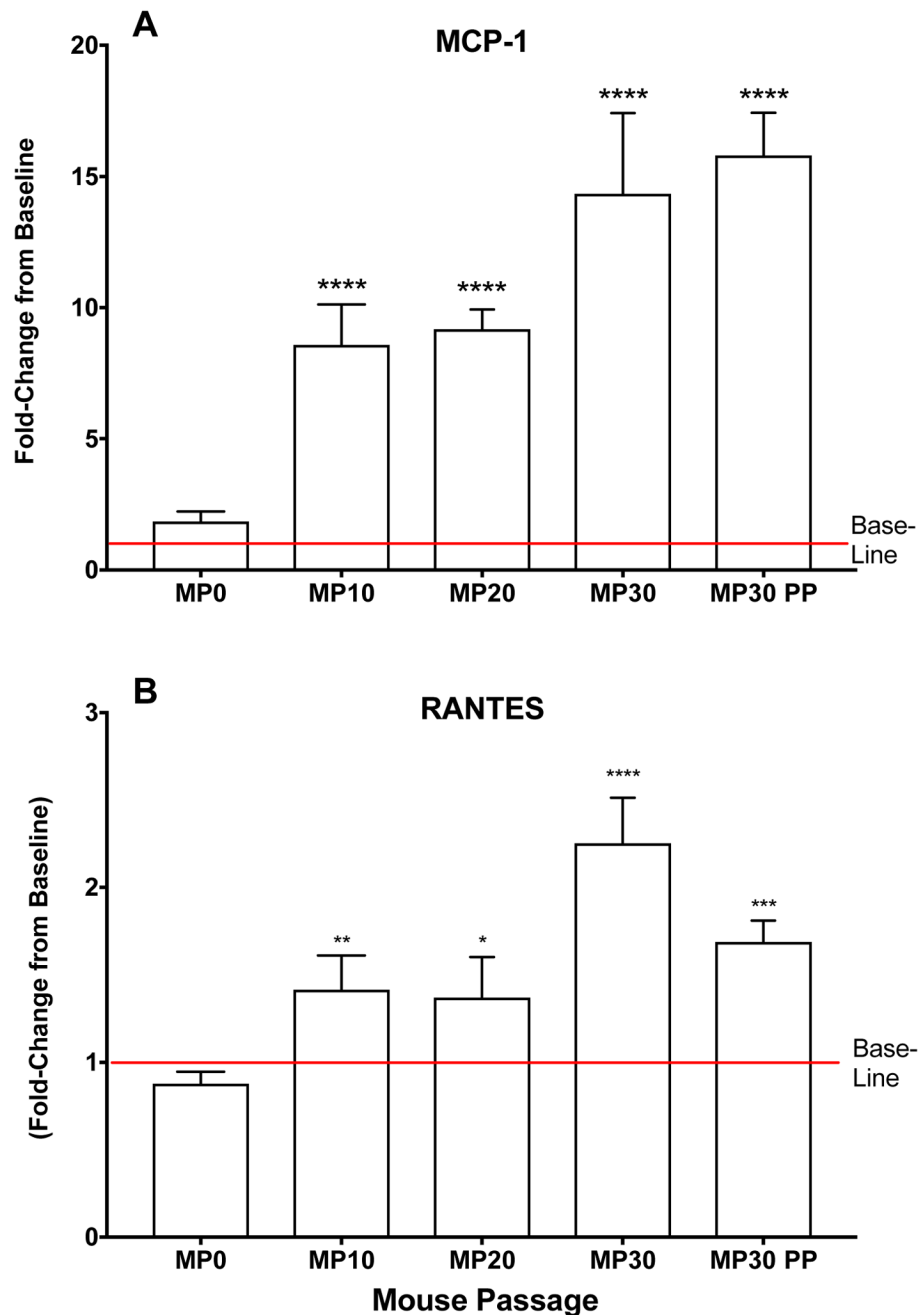 A
MCP-1
Fold-Change from Baseline
20
15
10
5
0
****
****
****
****
Base-
Line
MP0 MP10 MP20 MP30 MP30 PP
B
RANTES
(Fold-Change from Baseline)
3
2
1
0
**
*
****
***
Base-
Line
MP0 MP10 MP20 MP30 MP30 PP
Mouse Passage